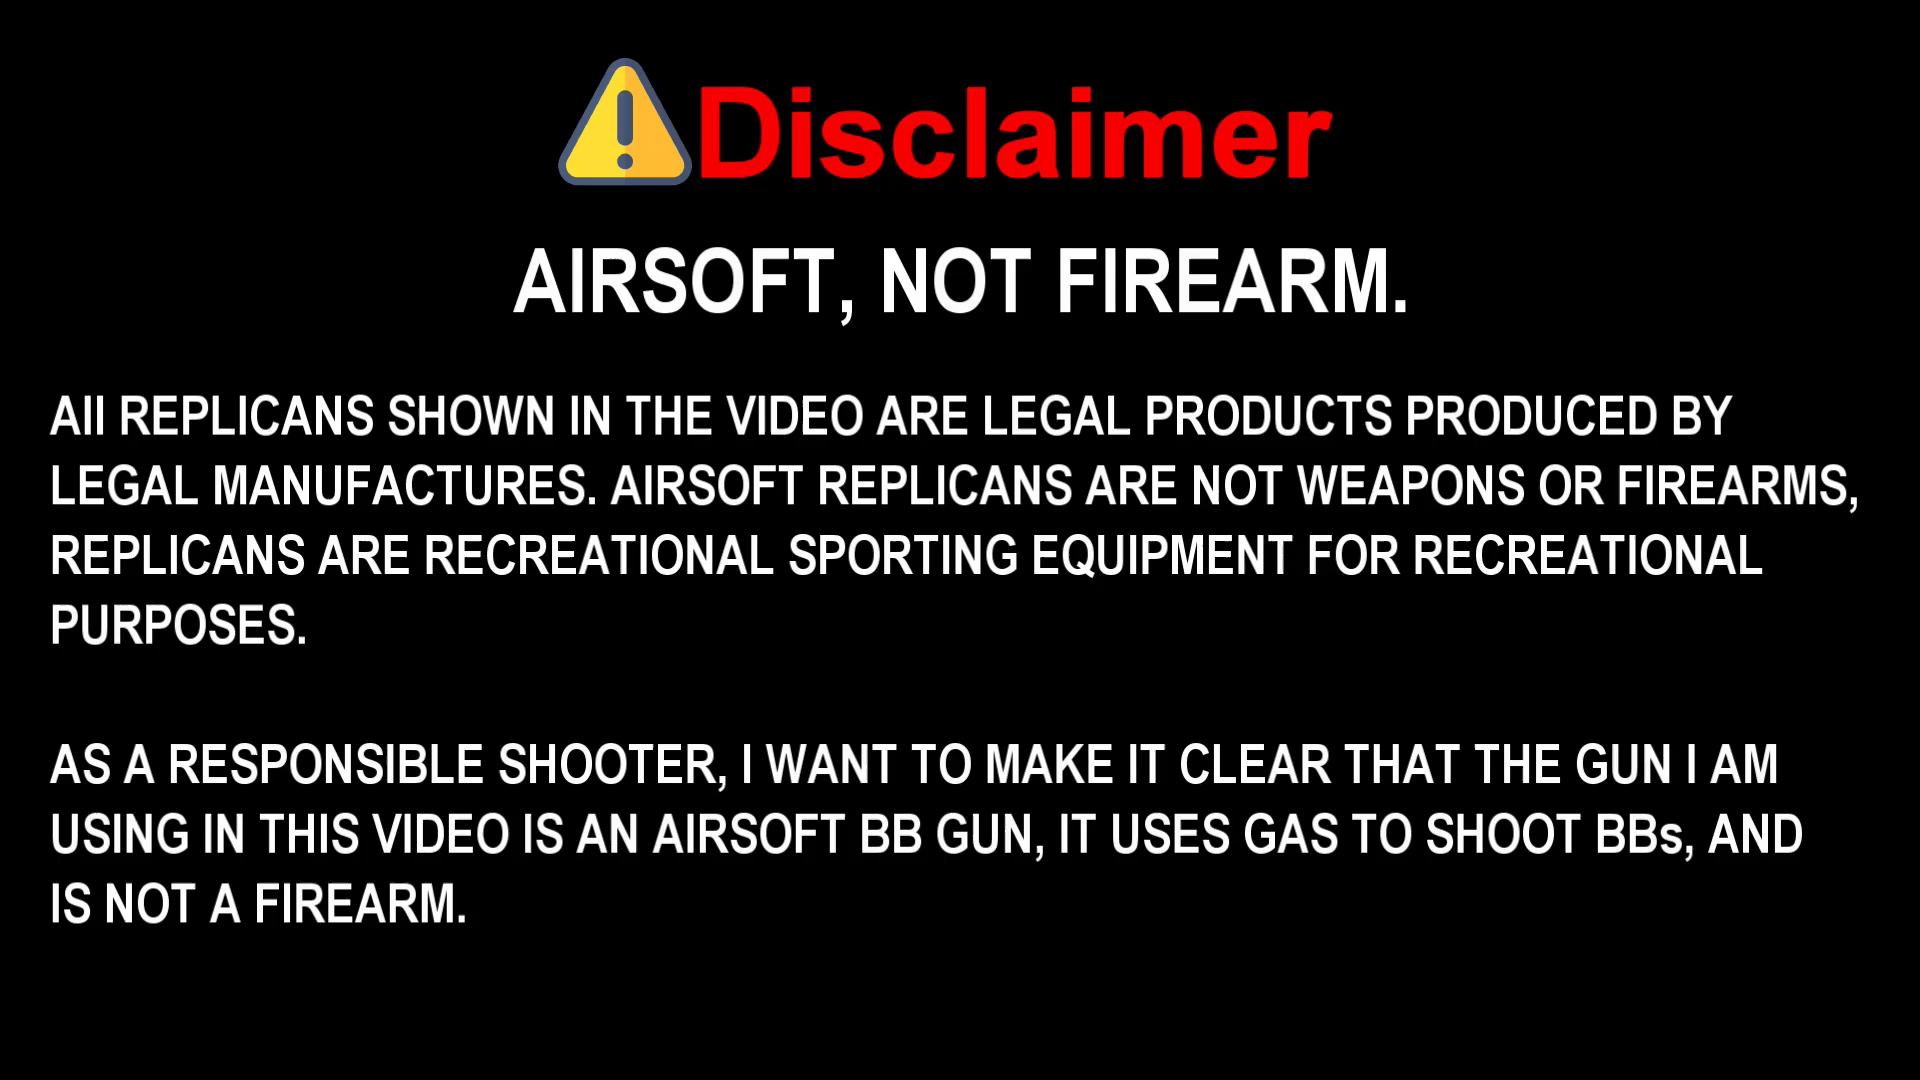 Disclaimer
AIRSOFT, NOT FIREARM.
All REPLICANS SHOWN IN THE VIDEO ARE LEGAL PRODUCTS PRODUCED BY
LEGAL MANUFACTURES. AIRSOFT REPLICANS ARE NOT WEAPONS OR FIREARMS,
REPLICANS ARE RECREATIONAL SPORTING EQUIPMENT FOR RECREATIONAL
PURPOSES.
AS A RESPONSIBLE SHOOTER, I WANT TO MAKE IT CLEAR THAT THE GUN I AM
USING IN THIS VIDEO IS AN AIRSOFT BB GUN, IT USES GAS TO SHOOT BBs, AND
IS NOT A FIREARM.